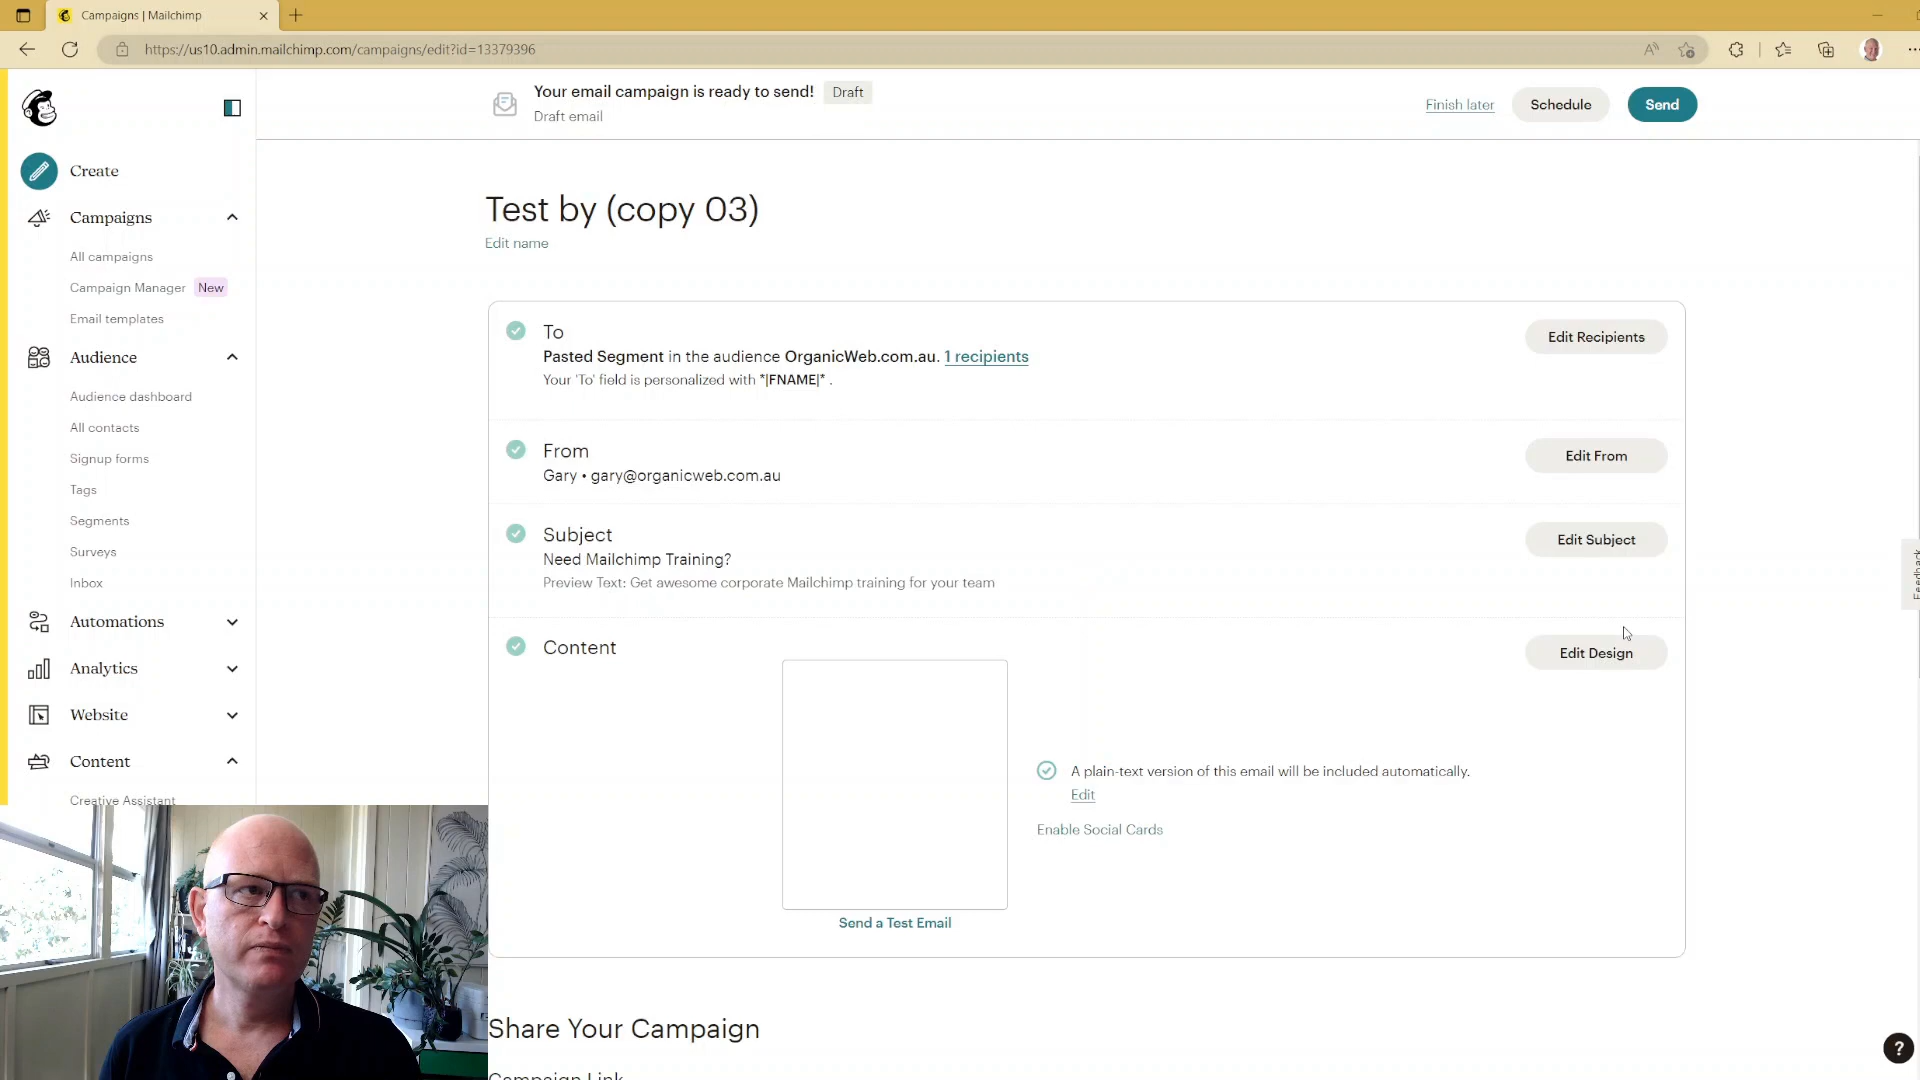 Campaigns | Mailchimp
https://us10.admin.mailchimp.com/campaigns/edit?id=13379396
Your email campaign is ready to send! Draft
Draft email
Finish later Schedule Send
Create
Campaigns
All campaigns
Campaign Manager New
Email templates
Audience
Audience dashboard
All contacts
Signup forms
Tags
Segments
Surveys
Inbox
Automations
Analytics
Website
Content
Creative Assistant
Test by (copy 03)
Edit name
To
Pasted Segment in the audience OrganicWeb.com.au. 1 recipients
Your 'To' field is personalized with *|FNAME|* .
Edit Recipients
From
Gary • gary@organicweb.com.au
Edit From
Subject
Need Mailchimp Training?
Preview Text: Get awesome corporate Mailchimp training for your team
Edit Subject
Content
Edit Design
A plain-text version of this email will be included automatically.
Edit
Enable Social Cards
Send a Test Email
Share Your Campaign
Campaign Link
Feedback
?